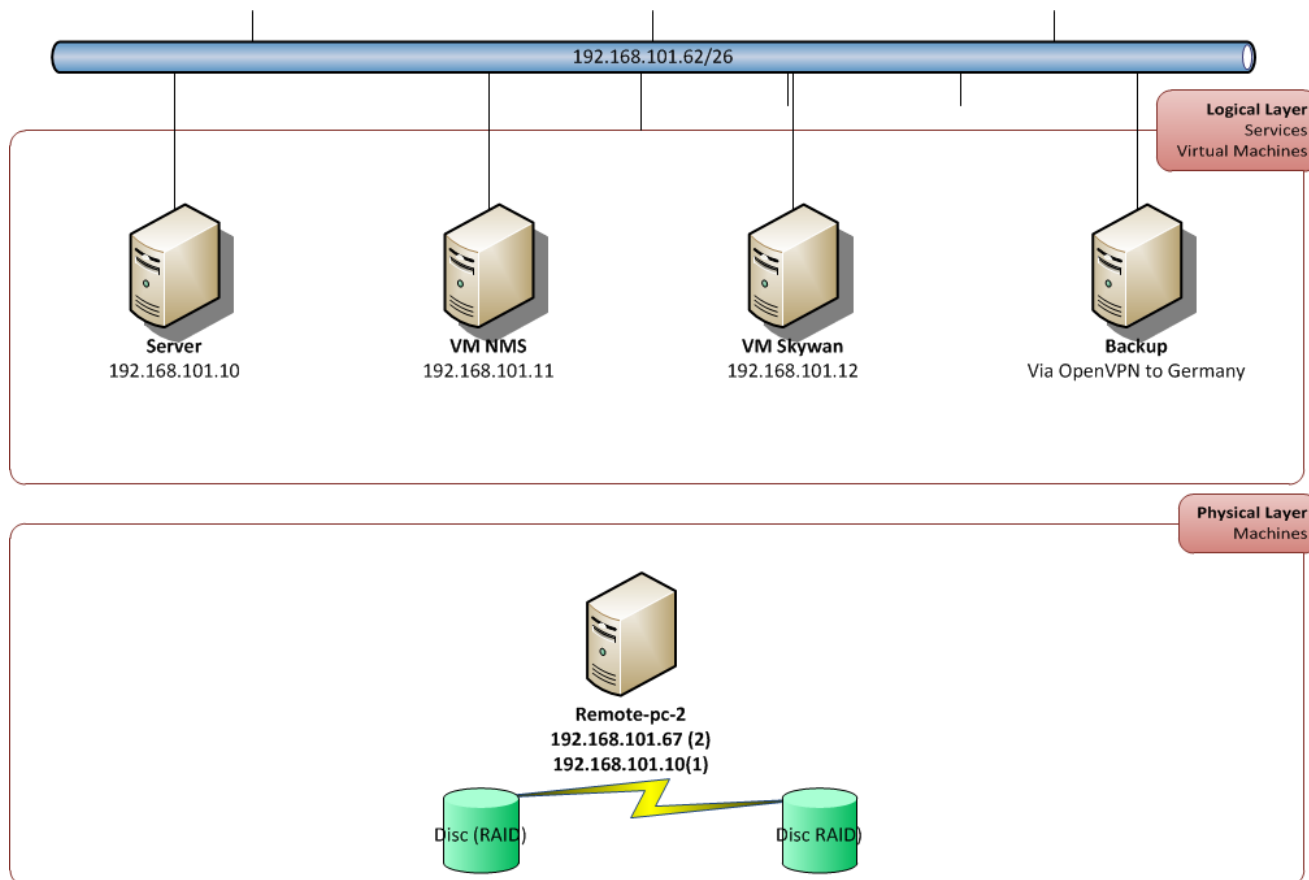 192.168.101.62/26
Logical Layer
Services
Virtual Machines
Server
192.168.101.10
VM NMS
192.168.101.11
VM Skywan
192.168.101.12
Backup
Via OpenVPN to Germany
Physical Layer
Machines
Remote-pc-2
192.168.101.67 (2)
192.168.101.10(1)
Disc (RAID)
Disc RAID)